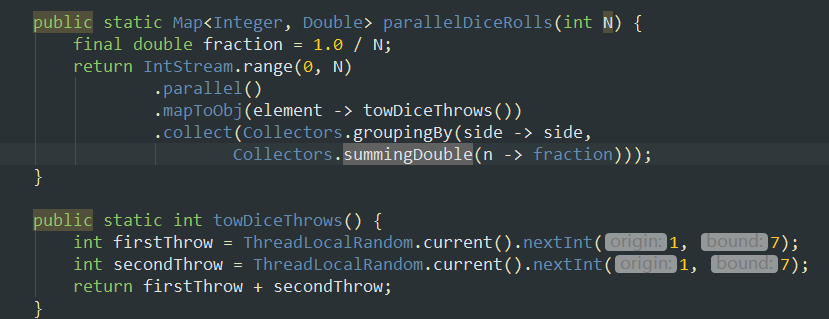 public static Map<Integer, Double> parallelDiceRolls(int N) {
    final double fraction = 1.0 / N;
    return IntStream.range(0, N)
            .parallel()
            .mapToObj(element -> towDiceThrows())
            .collect(Collectors.groupingBy(side -> side,
                    Collectors.summingDouble(n -> fraction)));
}
public static int towDiceThrows() {
    int firstThrow = ThreadLocalRandom.current().nextInt( origin: 1, bound: 7);
    int secondThrow = ThreadLocalRandom.current().nextInt( origin: 1, bound: 7);
    return firstThrow + secondThrow;
}